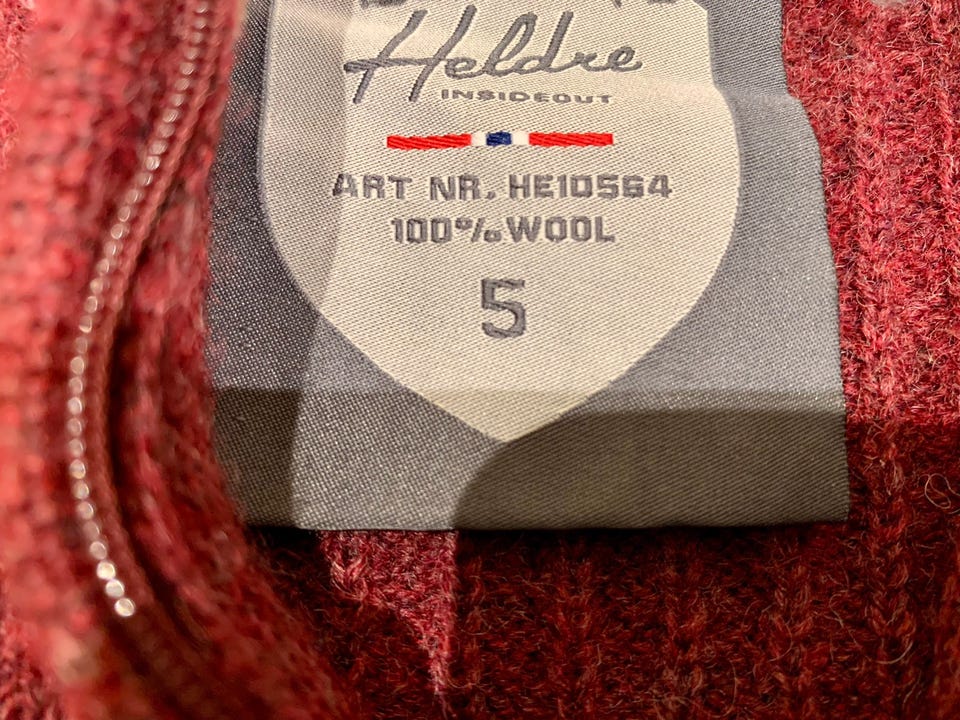 Heldre
INSIDEOUT
ART NR. HE10564
100% WOOL
5